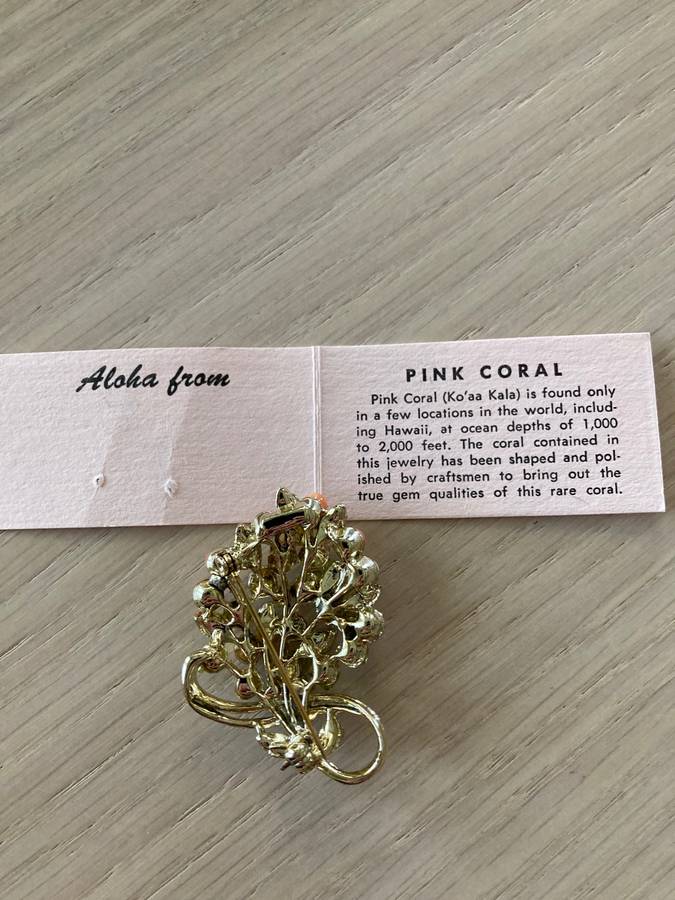 Aloha from
PINK CORAL
Pink Coral (Ko'aa Kala) is found only
in a few locations in the world, includ-
ing Hawaii, at ocean depths of 1,000
to 2,000 feet. The coral contained in
this jewelry has been shaped and pol-
ished by craftsmen to bring out the
true gem qualities of this rare coral.